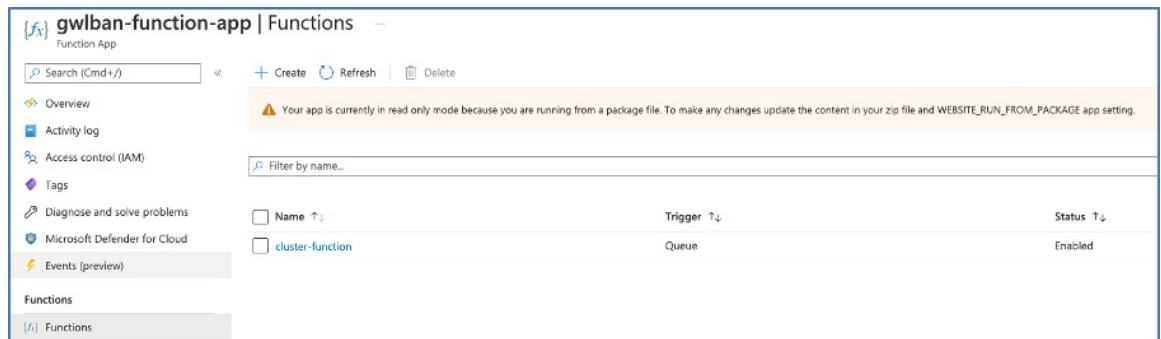 gwlban-function-app | Functions ...
Function App
Search (Cmd+/)
«
Create Refresh Delete
Overview
Activity log
Access control (IAM)
Tags
Diagnose and solve problems
Microsoft Defender for Cloud
Events (preview)
Functions
Functions
Your app is currently in read only mode because you are running from a package file. To make any changes update the content in your zip file and WEBSITE_RUN_FROM_PACKAGE app setting.
Filter by name...
Name ↑↓ Trigger ↑↓ Status ↑↓
cluster-function Queue Enabled